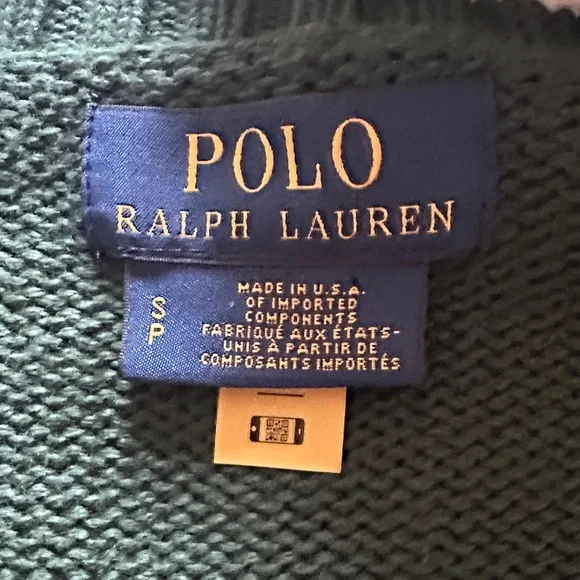 POLO
RALPH LAUREN
S
P
MADE IN U.S.A.
OF IMPORTED
COMPONENTS
FABRIQUÉ AUX ÉTATS-
UNIS À PARTIR DE
COMPOSANTS IMPORTÉS